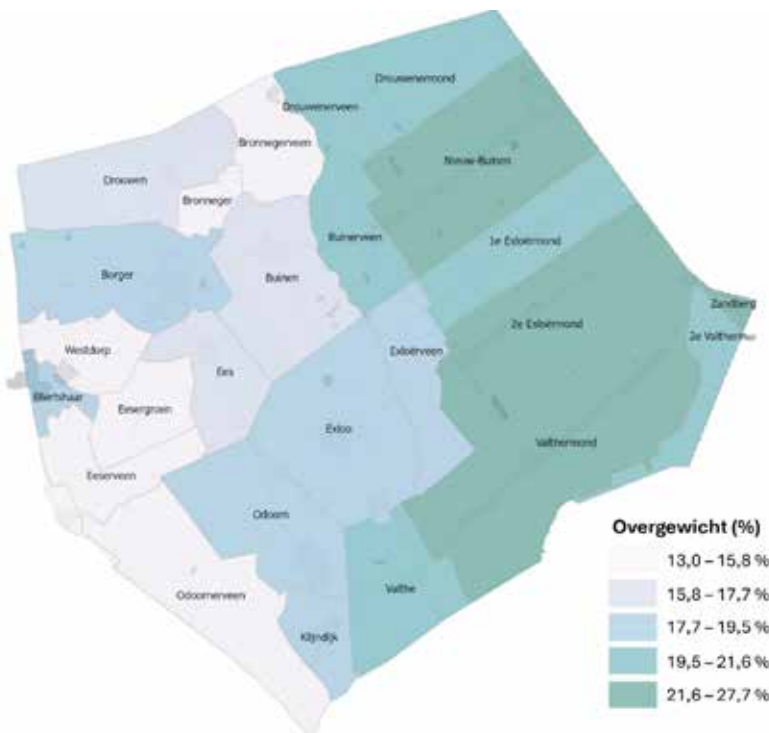 Drouwenermond
Drouwenerveen
Bronnegerveen
Nieuw-Buinen
Drouwen
Bronneger
Buinerveen
1e Exloërmond
Borger
Buinen
Zandberg
2e Exloërmond
2e Valthermond
Westdorp
Exloërveen
Ees
Ellertshaar
Eesergroen
Exloo
Valthermond
Eeserveen
Odoorn
Valthe
Odoornerveen
Klijndijk
Overgewicht (%)
13,0 – 15,8 %
15,8 – 17,7 %
17,7 – 19,5 %
19,5 – 21,6 %
21,6 – 27,7 %